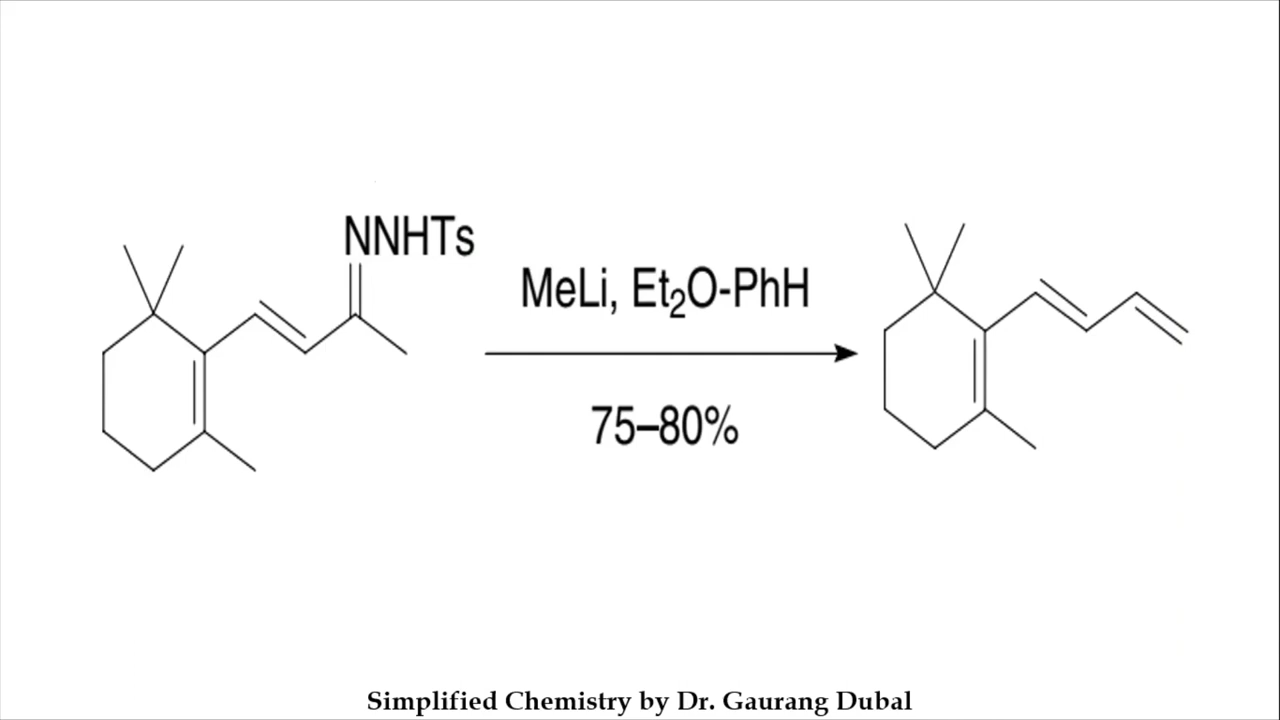 NNHTs
MeLi, Et₂O-PhH
75–80%
Simplified Chemistry by Dr. Gaurang Dubal